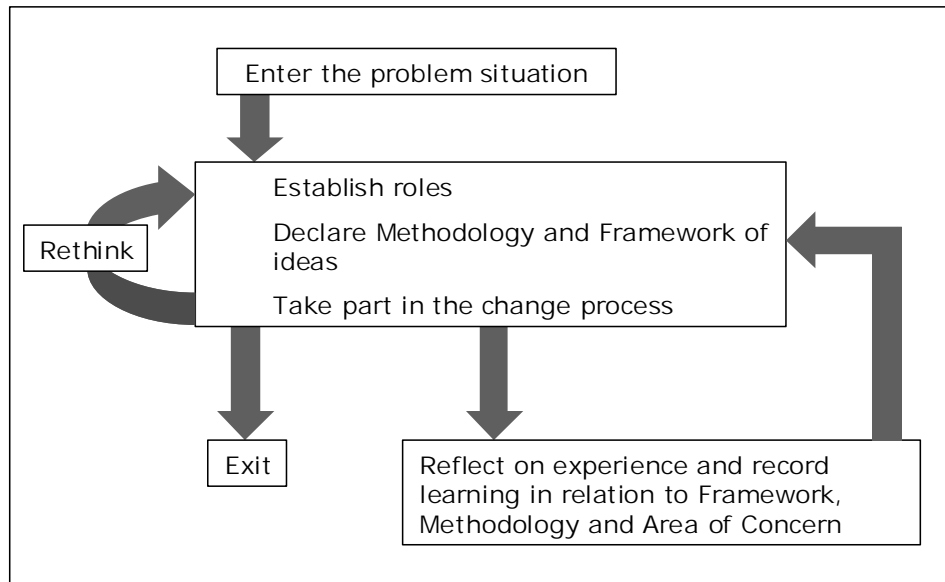 Enter the problem situation
Establish roles
Declare Methodology and Framework of
ideas
Rethink
Take part in the change process
Exit
Reflect on experience and record
learning in relation to Framework,
Methodology and Area of Concern